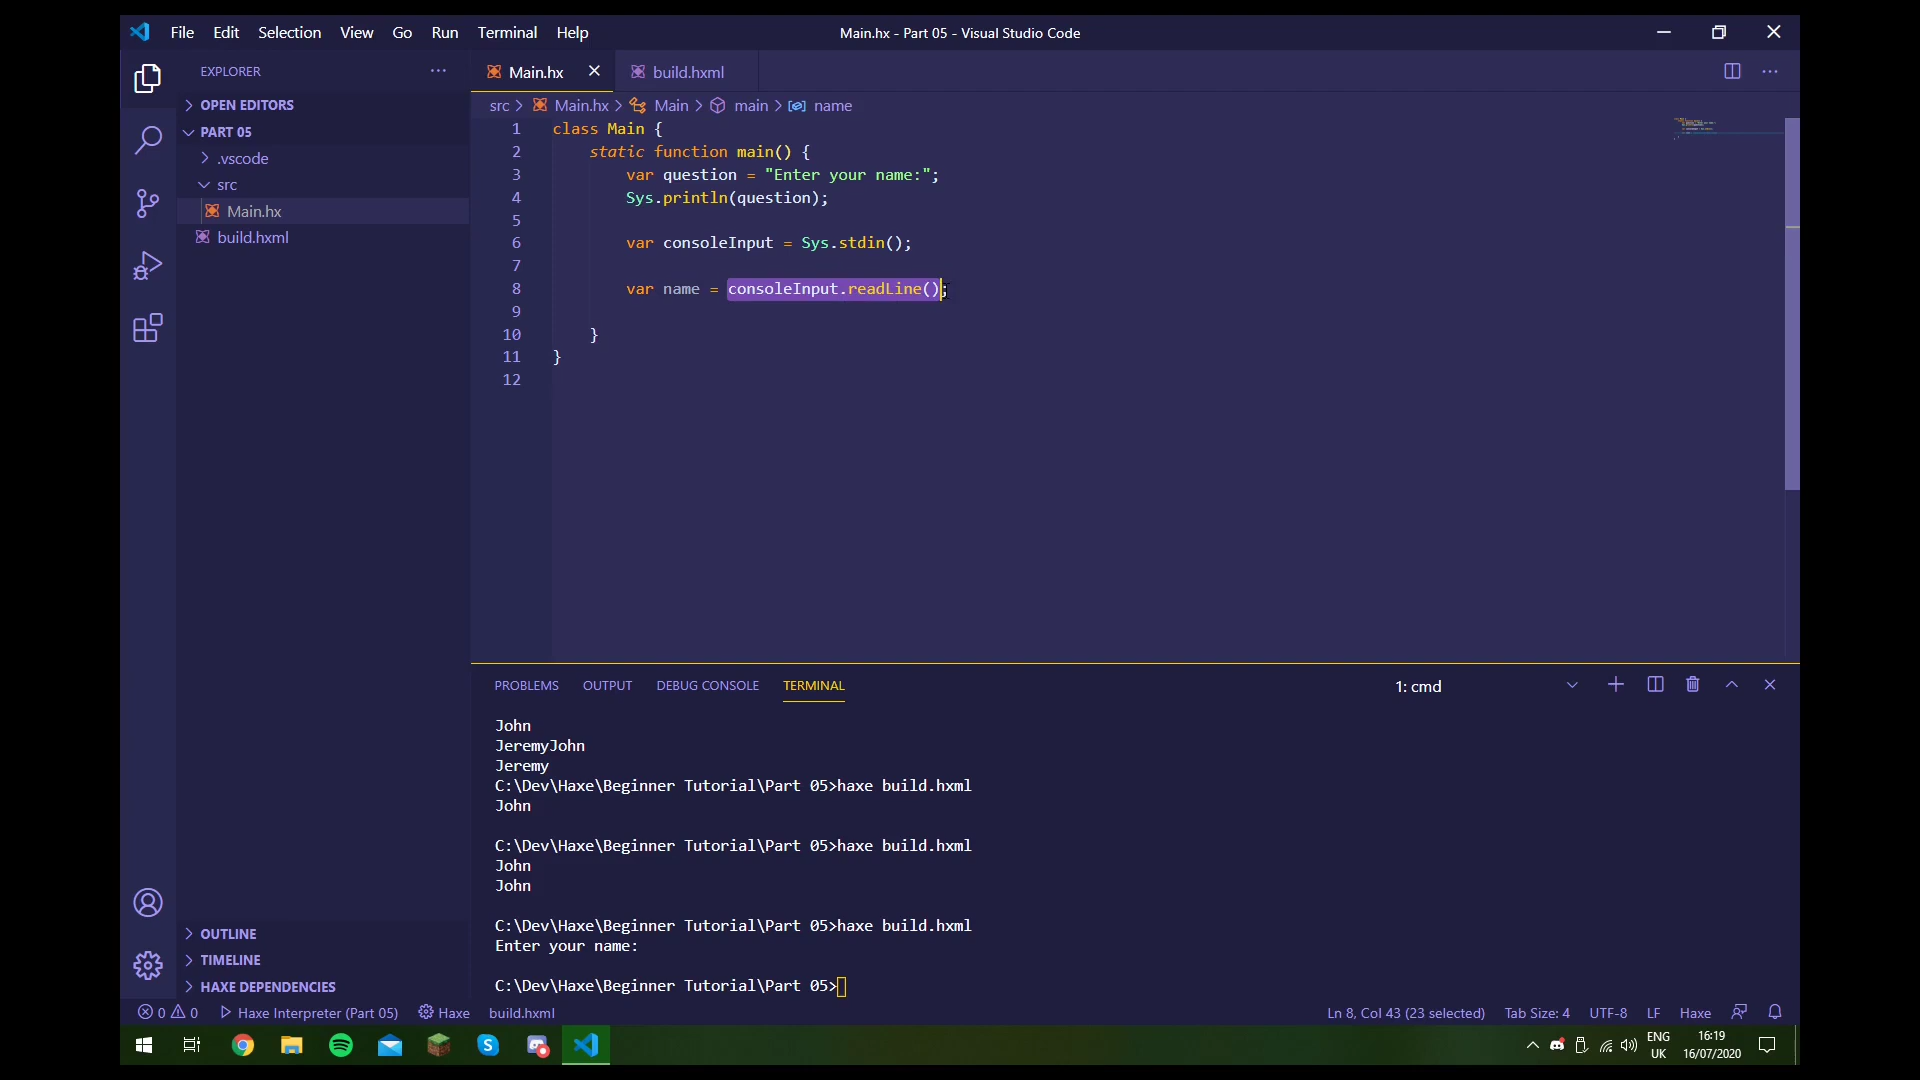 File Edit Selection View Go Run Terminal Help
Main.hx - Part 05 - Visual Studio Code
EXPLORER
OPEN EDITORS
PART 05
.vscode
src
Main.hx
build.hxml
OUTLINE
TIMELINE
HAXE DEPENDENCIES
Main.hx build.hxml
src > Main.hx > Main > main > name
1 class Main {
2 static function main() {
3 var question = "Enter your name:";
4 Sys.println(question);
5
6 var consoleInput = Sys.stdin();
7
8 var name = consoleInput.readLine();
9
10 }
11 }
12
PROBLEMS OUTPUT DEBUG CONSOLE TERMINAL
1: cmd
John
JeremyJohn
Jeremy
C:\Dev\Haxe\Beginner Tutorial\Part 05>haxe build.hxml
John
C:\Dev\Haxe\Beginner Tutorial\Part 05>haxe build.hxml
John
John
C:\Dev\Haxe\Beginner Tutorial\Part 05>haxe build.hxml
Enter your name:
C:\Dev\Haxe\Beginner Tutorial\Part 05>
0 0 Haxe Interpreter (Part 05) Haxe build.hxml
Ln 8, Col 43 (23 selected) Tab Size: 4 UTF-8 LF Haxe
ENG
UK
16:19
16/07/2020